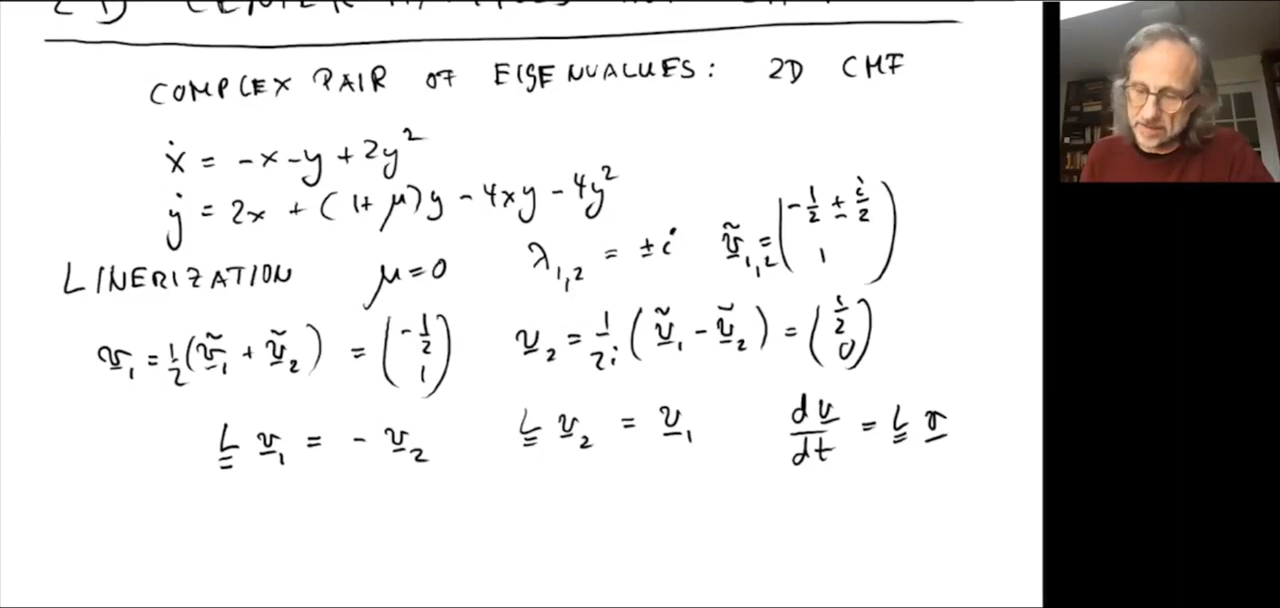 COMPLEX PAIR OF EIGENVALUES: 2D CMF
ẋ = -x - y + 2y²
ẏ = 2x + (1 + μ)y - 4xy - 4y²
LINERIZATION μ = 0 λ₁,₂ = ± i ṽ₁,₂ = (-1/2 ± i/2, 1)
v₁ = 1/2 (ṽ₁ + ṽ₂) = (-1/2, 1) v₂ = 1/2i (ṽ₁ - ṽ₂) = (1/2, 0)
L v₁ = - v₂ L v₂ = v₁ dv/dt = L v